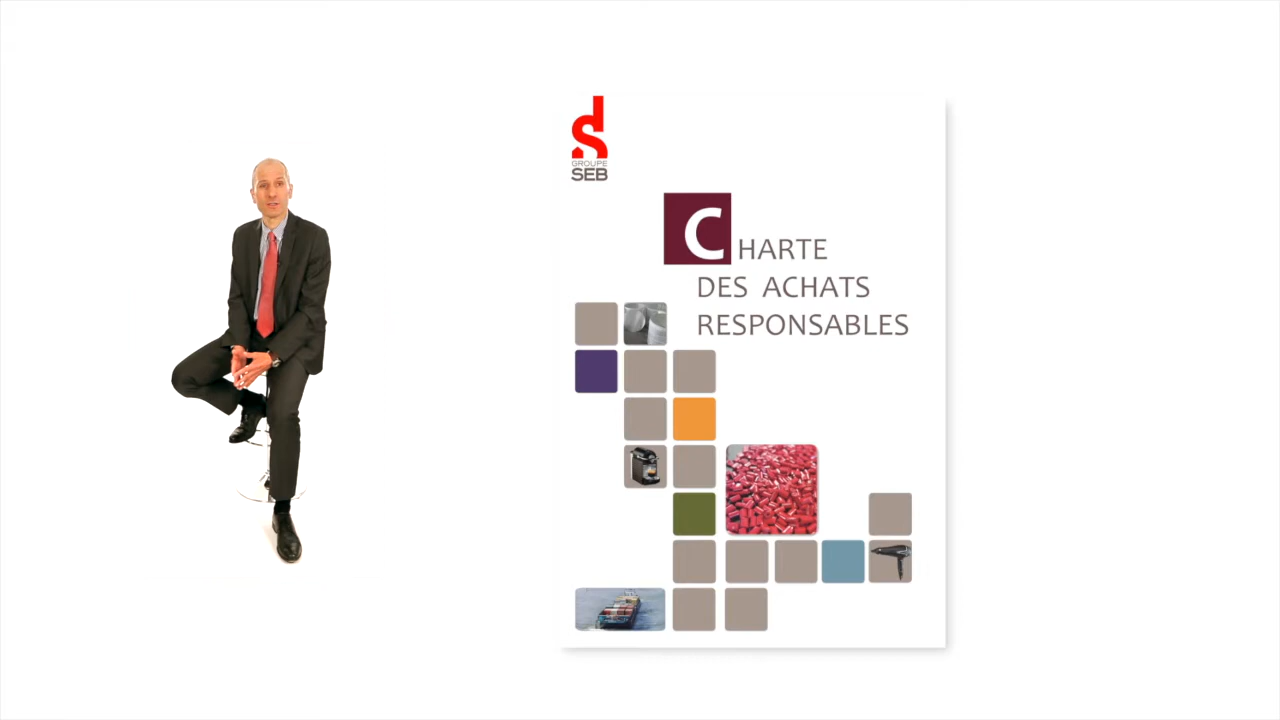 GROUPE
SEB
CHARTE
DES ACHATS
RESPONSABLES